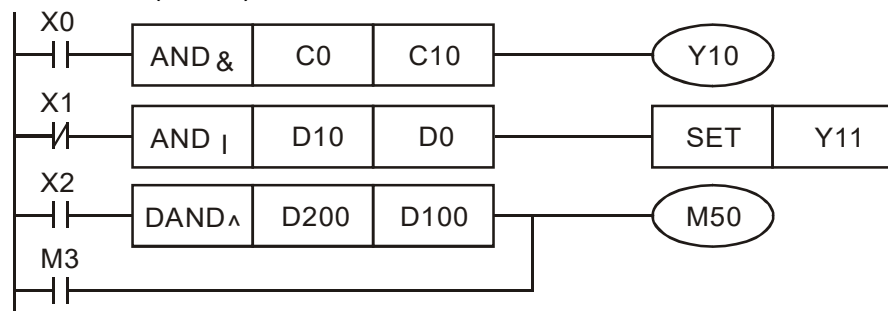 X0
AND & C0 C10 Y10
X1
AND | D10 D0 SET Y11
X2
DAND^ D200 D100 M50
M3